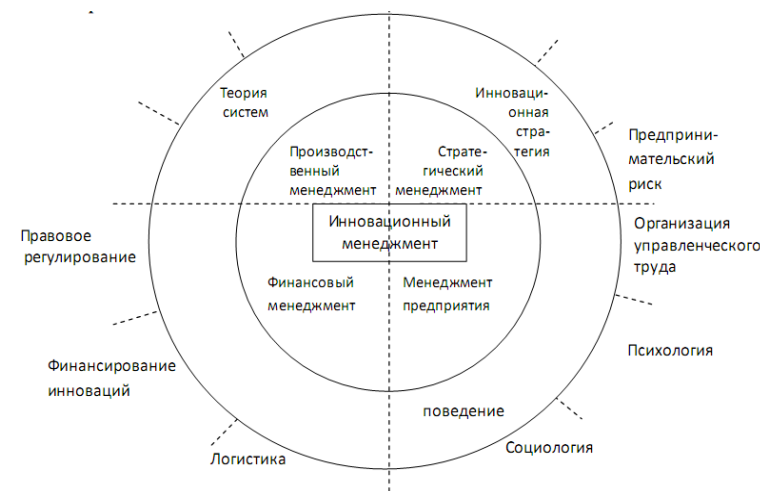 Теория
систем
Инноваци-
онная
стра-
тегия
Предприни-
мательский
риск
Производст-
венный
менеджмент
Страте-
гический
менеджмент
Инновационный
менеджмент
Правовое
регулирование
Организация
управленческого
труда
Финансовый
менеджмент
Менеджмент
предприятия
Психология
Финансирование
инноваций
поведение
Социология
Логистика